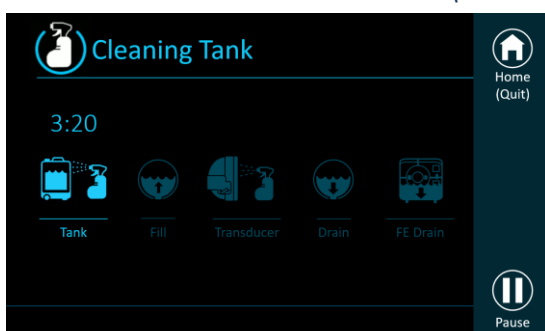 Cleaning Tank
Home
(Quit)
3:20
Tank
Fill
Transducer
Drain
FE Drain
Pause